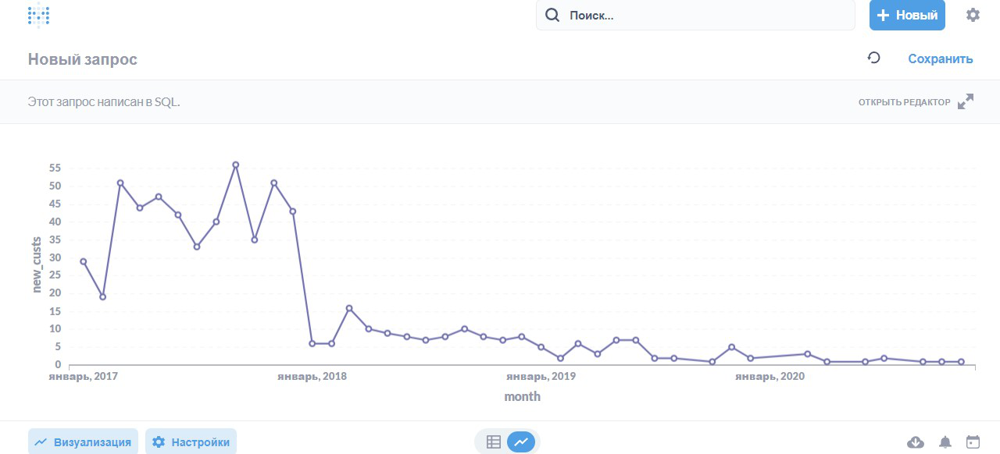 Поиск...
Новый
Новый запрос
Сохранить
Этот запрос написан в SQL.
ОТКРЫТЬ РЕДАКТОР
55
50
45
40
35
30
25
20
15
10
5
0
new_custs
январь, 2017
январь, 2018
январь, 2019
январь, 2020
month
Визуализация
Настройки